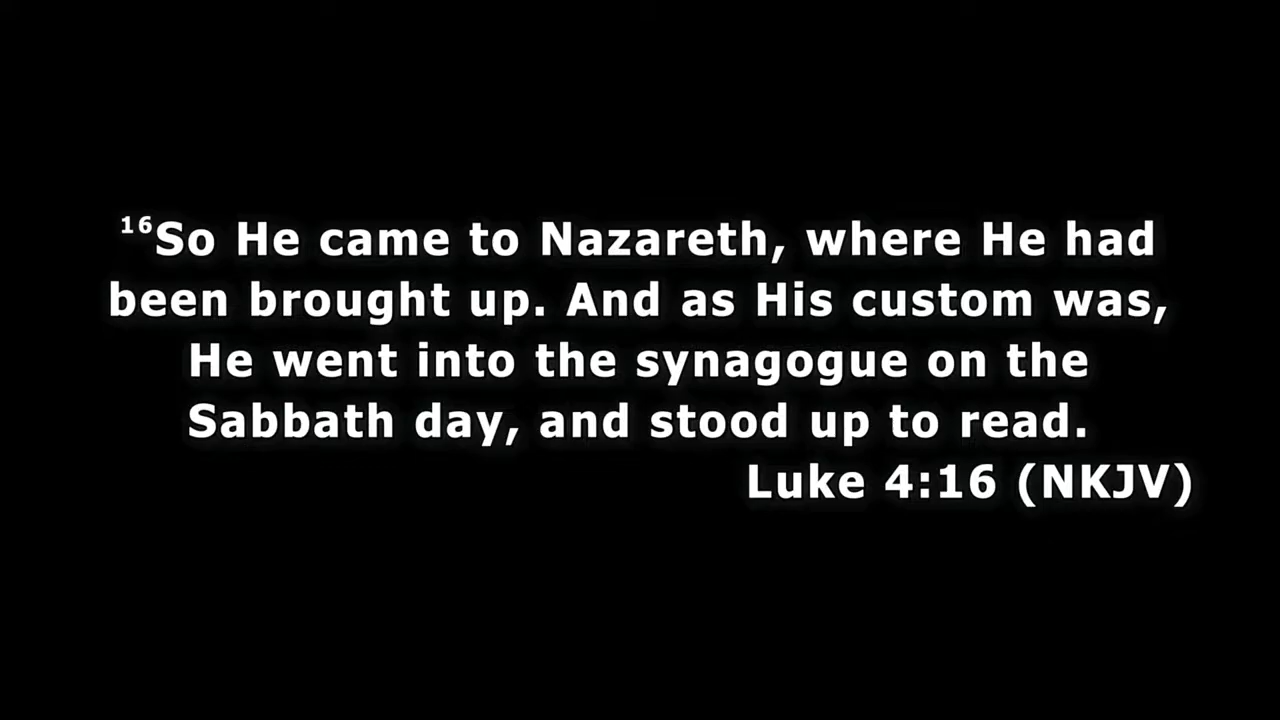 ¹⁶So He came to Nazareth, where He had
been brought up. And as His custom was,
He went into the synagogue on the
Sabbath day, and stood up to read.
Luke 4:16 (NKJV)